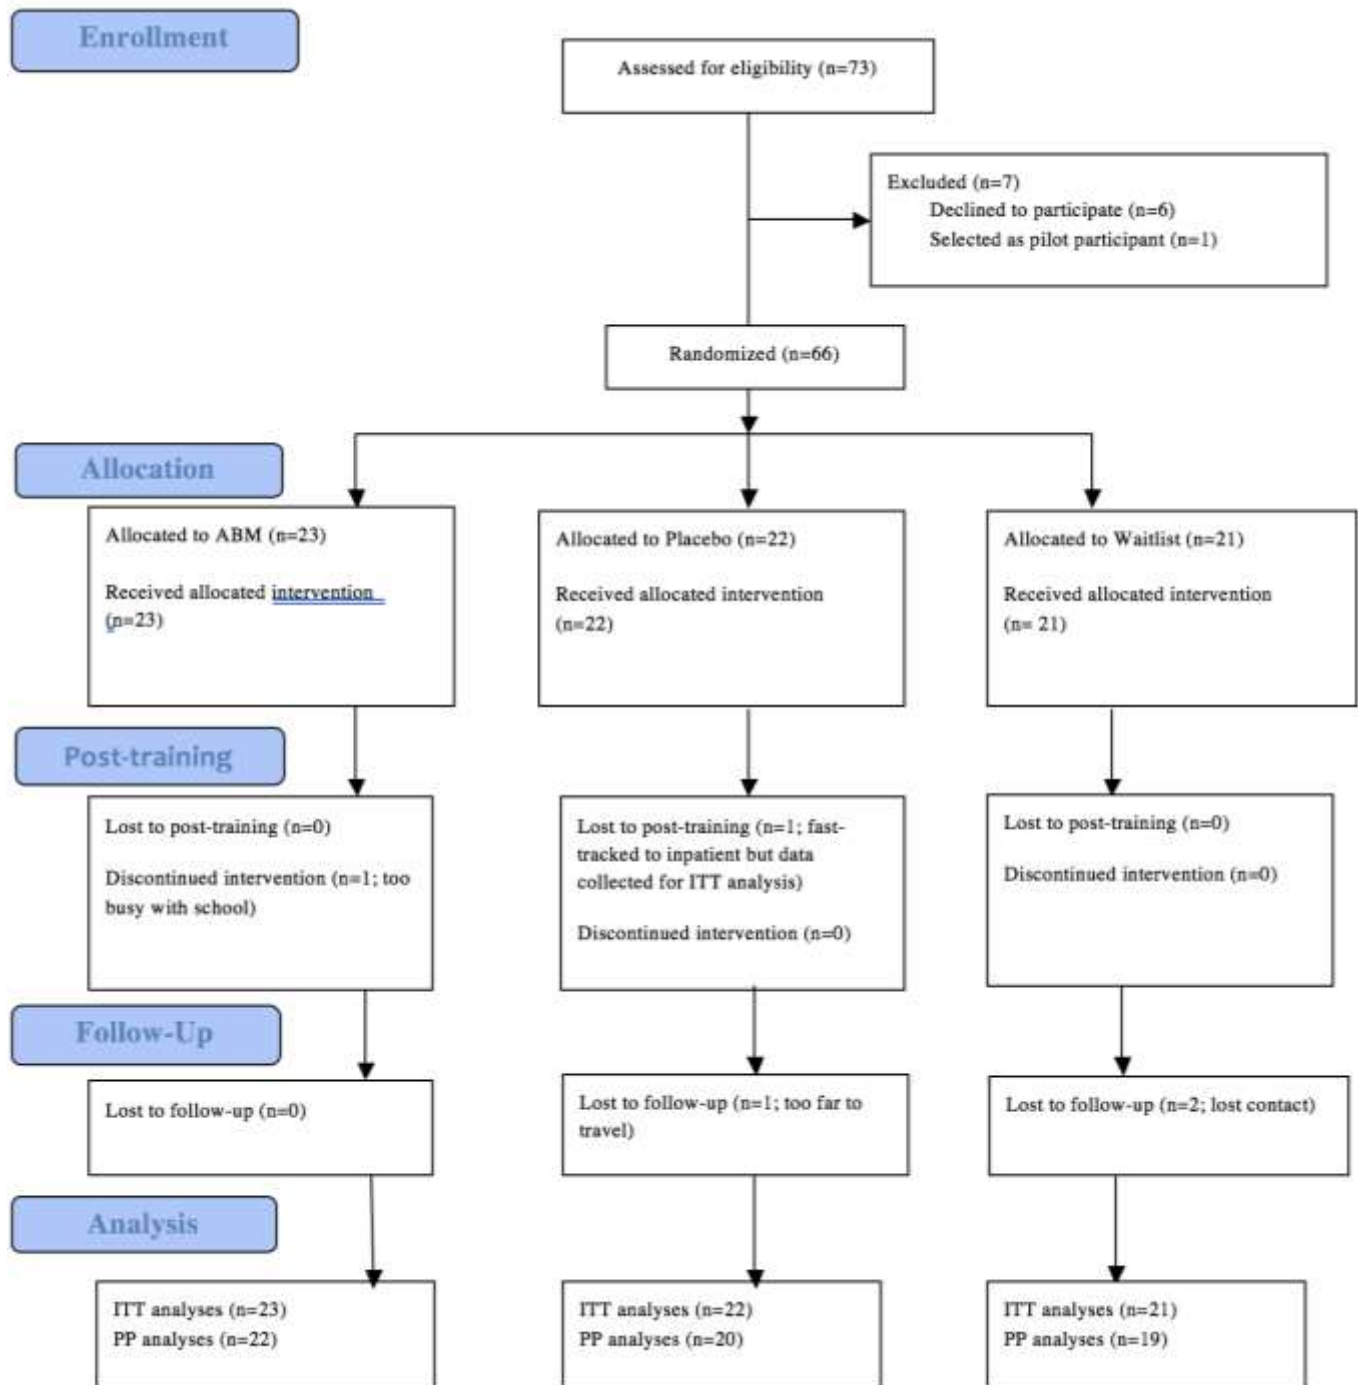 Enrollment
Assessed for eligibility (n=73)
Excluded (n=7)
Declined to participate (n=6)
Selected as pilot participant (n=1)
Randomized (n=66)
Allocation
Allocated to ABM (n=23)
Received allocated intervention
(n=23)
Allocated to Placebo (n=22)
Received allocated intervention
(n=22)
Allocated to Waitlist (n=21)
Received allocated intervention
(n= 21)
Post-training
Lost to post-training (n=0)
Discontinued intervention (n=1; too
busy with school)
Lost to post-training (n=1; fast-
tracked to inpatient but data
collected for ITT analysis)
Discontinued intervention (n=0)
Lost to post-training (n=0)
Discontinued intervention (n=0)
Follow-Up
Lost to follow-up (n=0)
Lost to follow-up (n=1; too far to
travel)
Lost to follow-up (n=2; lost contact)
Analysis
ITT analyses (n=23)
PP analyses (n=22)
ITT analyses (n=22)
PP analyses (n=20)
ITT analyses (n=21)
PP analyses (n=19)